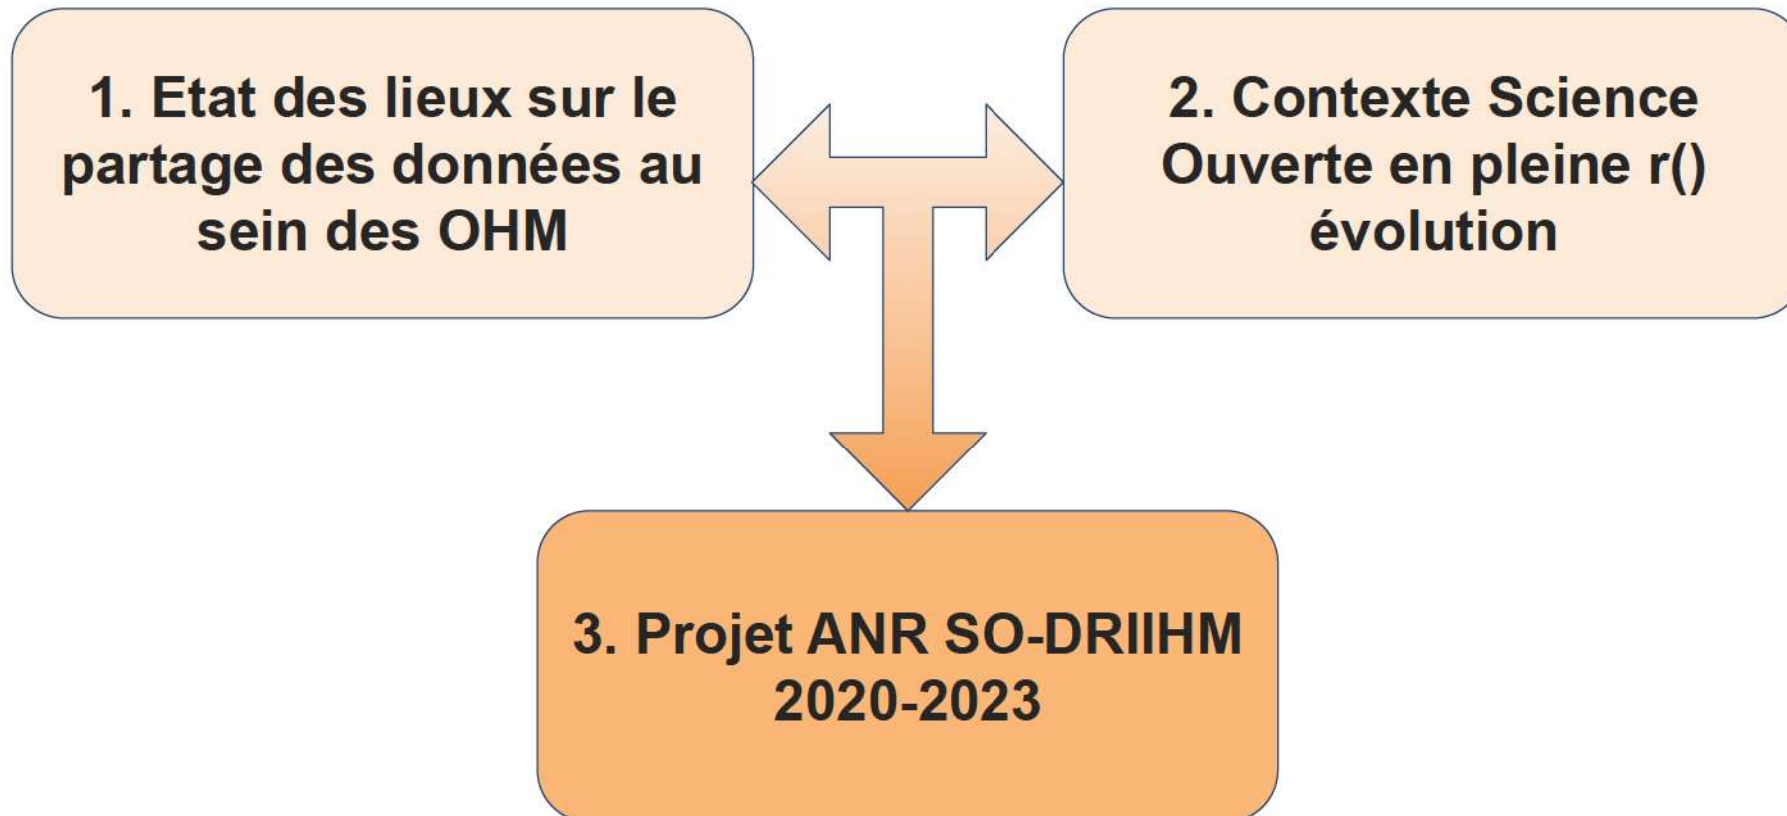 1. Etat des lieux sur le
partage des données au
sein des OHM
2. Contexte Science
Ouverte en pleine r()
évolution
3. Projet ANR SO-DRIIHM
2020-2023